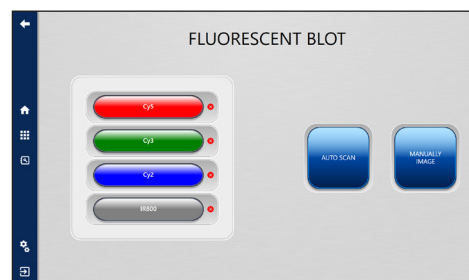 FLUORESCENT BLOT
Cy5
Cy3
Cy2
IR800
AUTO SCAN
MANUALLY
IMAGE